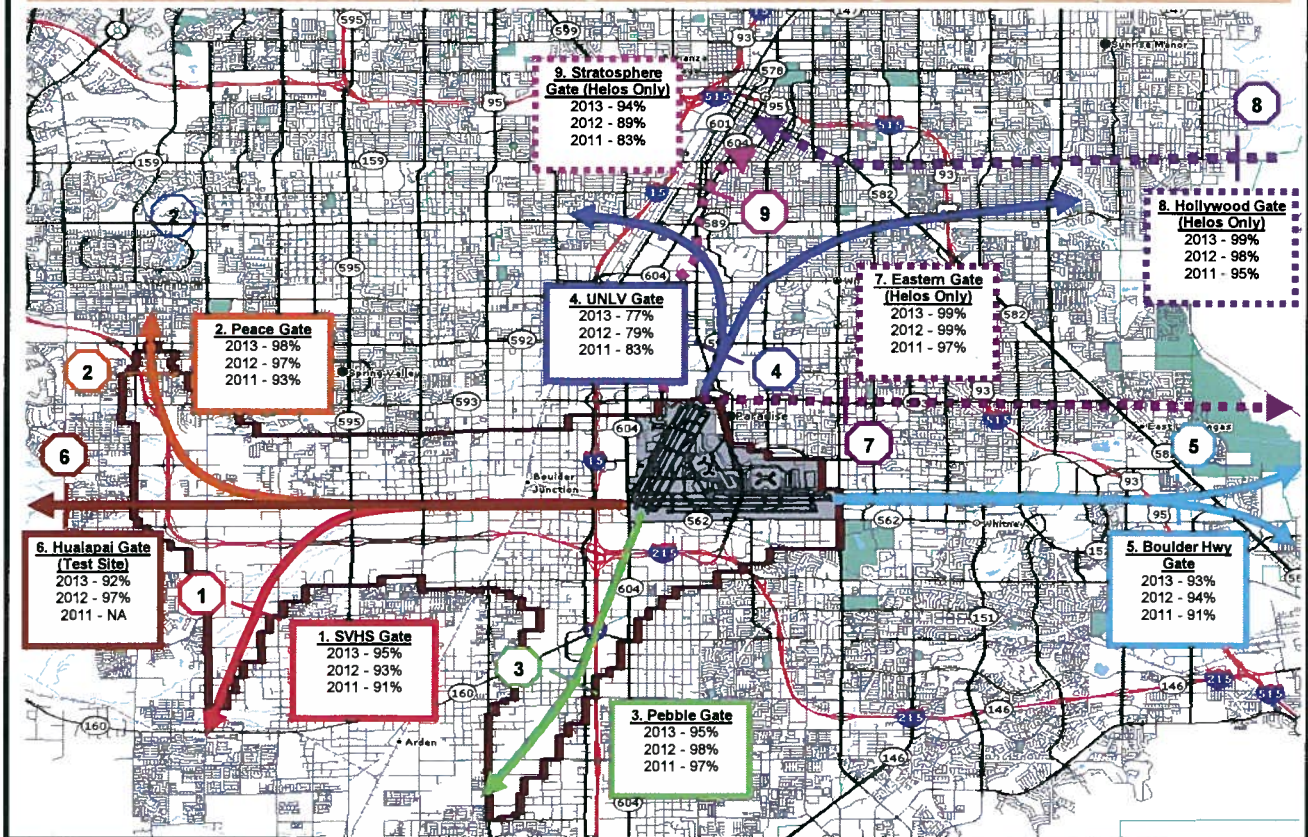 595
599
93
147
Sunrise Manor
578
9. Stratosphere
Gate (Helos Only)
2013 - 94%
2012 - 89%
2011 - 83%
95
515
95
601
604
515
8
159
159
93
582
15
2
9
589
8. Hollywood Gate
(Helos Only)
2013 - 99%
2012 - 98%
2011 - 95%
595
604
7. Eastern Gate
(Helos Only)
2013 - 99%
2012 - 99%
2011 - 97%
4. UNLV Gate
2013 - 77%
2012 - 79%
2011 - 83%
582
2. Peace Gate
2013 - 98%
2012 - 97%
2011 - 93%
592
2
4
Spring Valley
593
595
93
515
604
Paradise
6
7
5
15
Boulder
Junction
93
95
562
562
Whitney
6. Hualapai Gate
(Test Site)
2013 - 92%
2012 - 97%
2011 - NA
215
5. Boulder Hwy
Gate
2013 - 93%
2012 - 94%
2011 - 91%
1
604
151
1. SVHS Gate
2013 - 95%
2012 - 93%
2011 - 91%
3
160
146
215
515
160
3. Pebble Gate
2013 - 95%
2012 - 98%
2011 - 97%
146
215
Arden
146
604